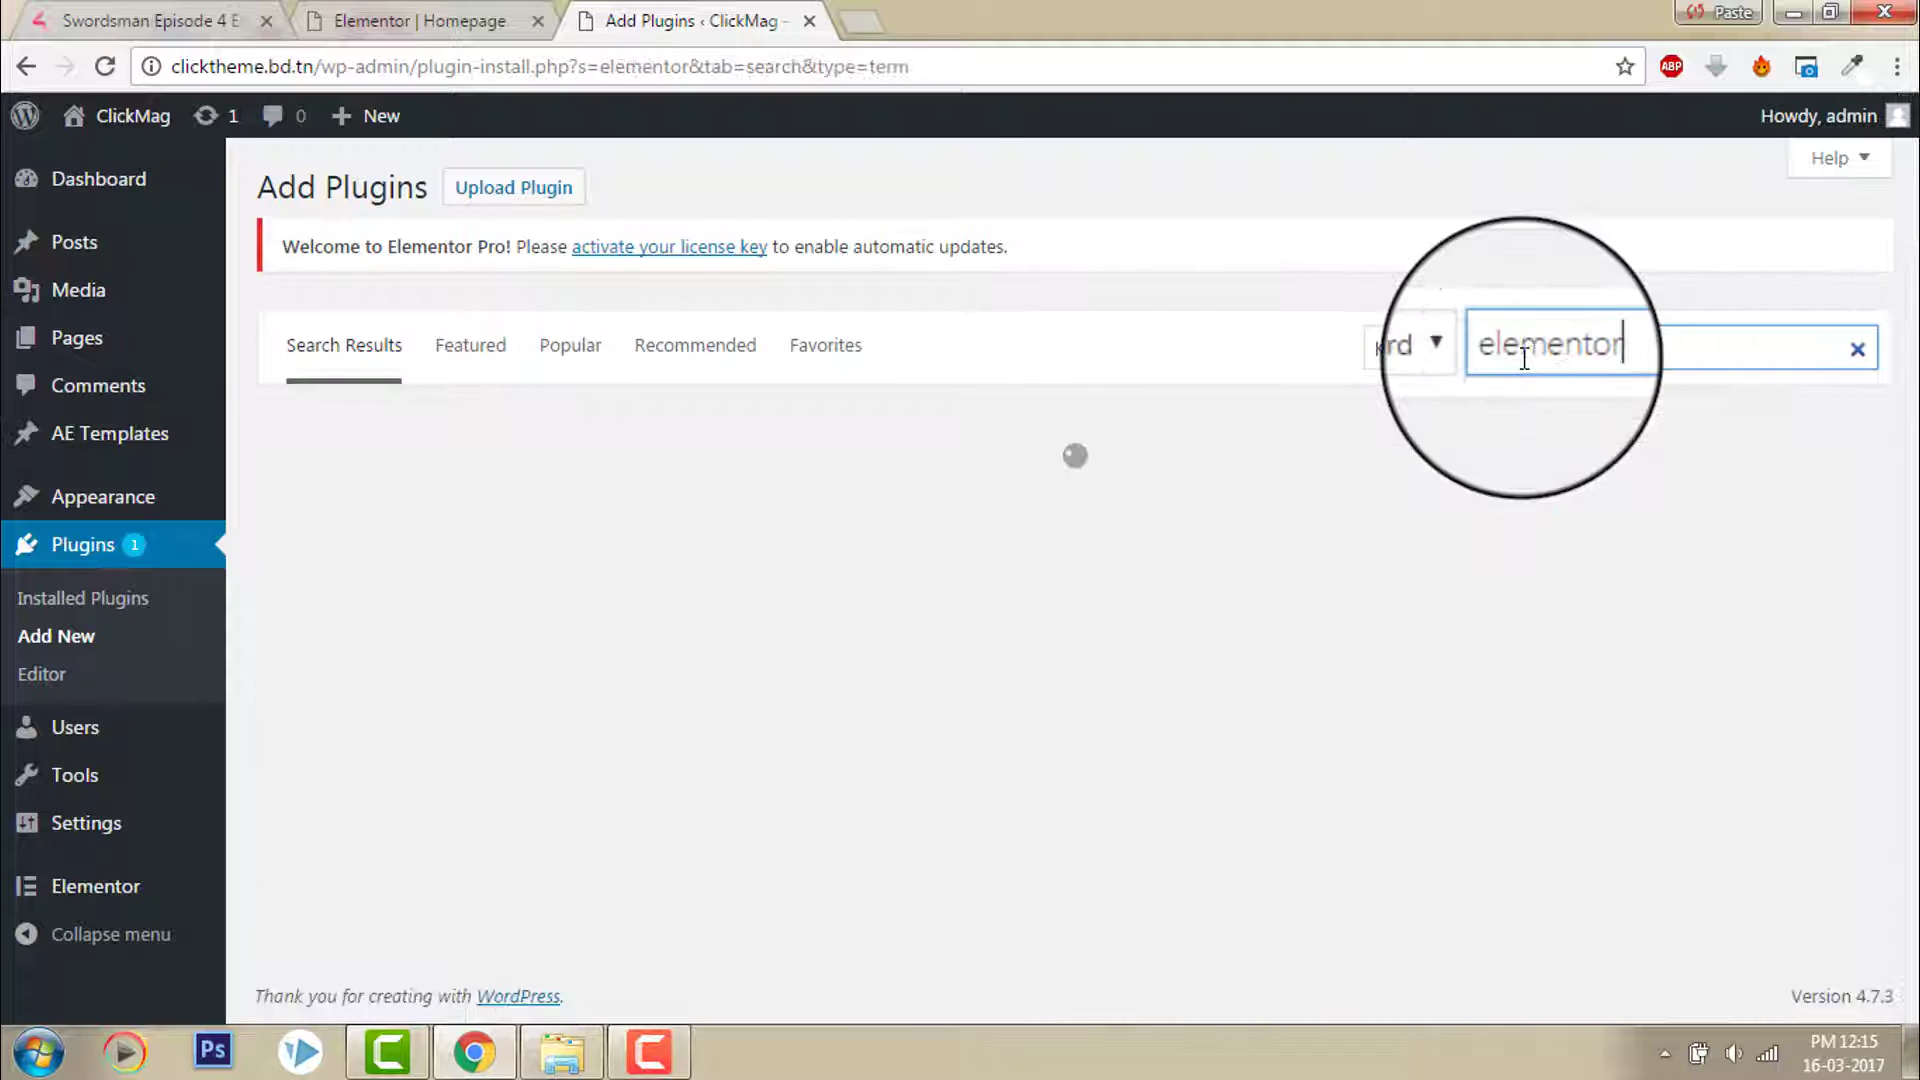 Swordsman Episode 4 E
Elementor | Homepage
Add Plugins ‹ ClickMag -
Paste
clicktheme.bd.tn/wp-admin/plugin-install.php?s=elementor&tab=search&type=term
ABP
ClickMag
1
0
New
Howdy, admin
Help
Dashboard
Posts
Media
Pages
Comments
AE Templates
Appearance
Plugins 1
Installed Plugins
Add New
Editor
Users
Tools
Settings
Elementor
Collapse menu
Add Plugins
Upload Plugin
Welcome to Elementor Pro! Please activate your license key to enable automatic updates.
Search Results
Featured
Popular
Recommended
Favorites
rd
elementor
Thank you for creating with WordPress.
Version 4.7.3
Ps
PM 12:15
16-03-2017